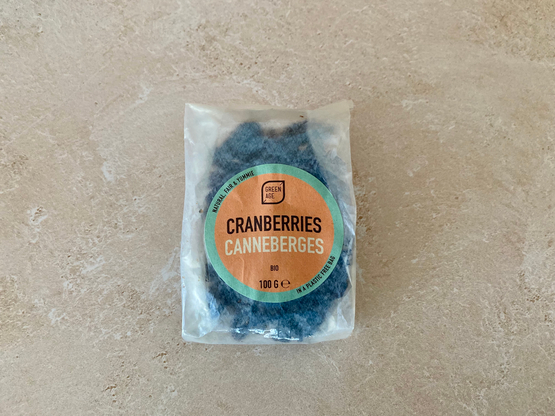 NATURAL, FAIR & YUMMIE
GREEN
AGE
CRANBERRIES
CANNEBERGES
BIO
100 G ℮
IN A PLASTIC FREE BAG